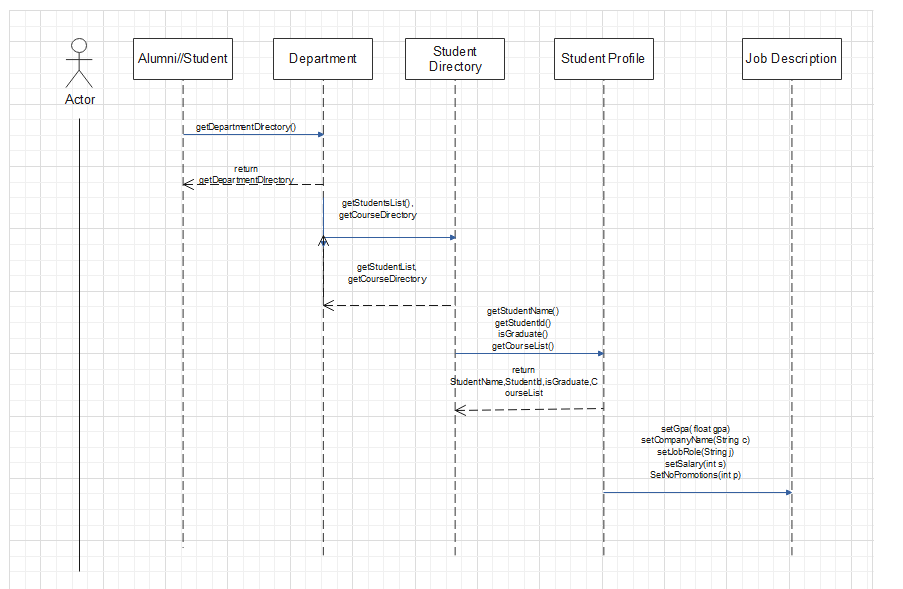 Actor
Alumni//Student
Department
Student
Directory
Student Profile
Job Description
getDepartmentDirectory()
return
getDepartmentDirectory
getStudentsList(),
getCourseDirectory
getStudentList,
getCourseDirectory
getStudentName()
getStudentId()
isGraduate()
getCourseList()
return
StudentName,StudentId,isGraduate,C
ourseList
setGpa( float gpa)
setCompanyName(String c)
setJobRole(String j)
setSalary(int s)
SetNoPromotions(int p)